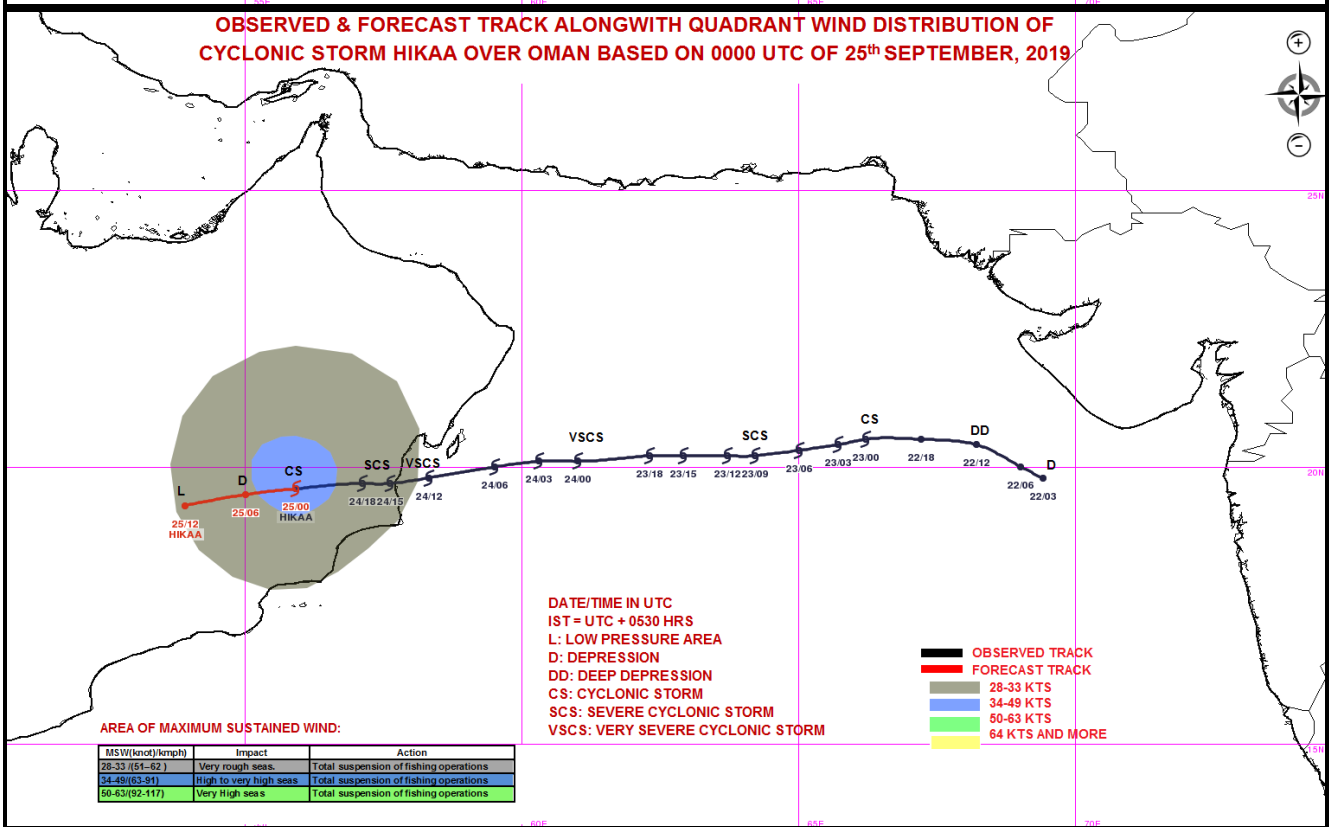 55E 60E 65E 70E
OBSERVED & FORECAST TRACK ALONGWITH QUADRANT WIND DISTRIBUTION OF
CYCLONIC STORM HIKAA OVER OMAN BASED ON 0000 UTC OF 25th SEPTEMBER, 2019
25N
CS
DD
VSCS
SCS
D
SCS
VSCS
CS
D
L
20N
23/00
22/18
22/12
22/06
22/03
23/03
23/06
23/09
23/12
23/15
23/18
24/00
24/03
24/06
24/12
24/15
24/18
25/00
HIKAA
25/06
25/12
HIKAA
DATE/TIME IN UTC
IST = UTC + 0530 HRS
L: LOW PRESSURE AREA
D: DEPRESSION
DD: DEEP DEPRESSION
CS: CYCLONIC STORM
SCS: SEVERE CYCLONIC STORM
VSCS: VERY SEVERE CYCLONIC STORM
OBSERVED TRACK
FORECAST TRACK
28-33 KTS
34-49 KTS
50-63 KTS
64 KTS AND MORE
15N
AREA OF MAXIMUM SUSTAINED WIND:
MSW(knot)/kmph) Impact Action
28-33 /(51–62 ) Very rough seas. Total suspension of fishing operations
34-49/(63-91) High to very high seas Total suspension of fishing operations
50-63/(92-117) Very High seas Total suspension of fishing operations
60E 65E 70E